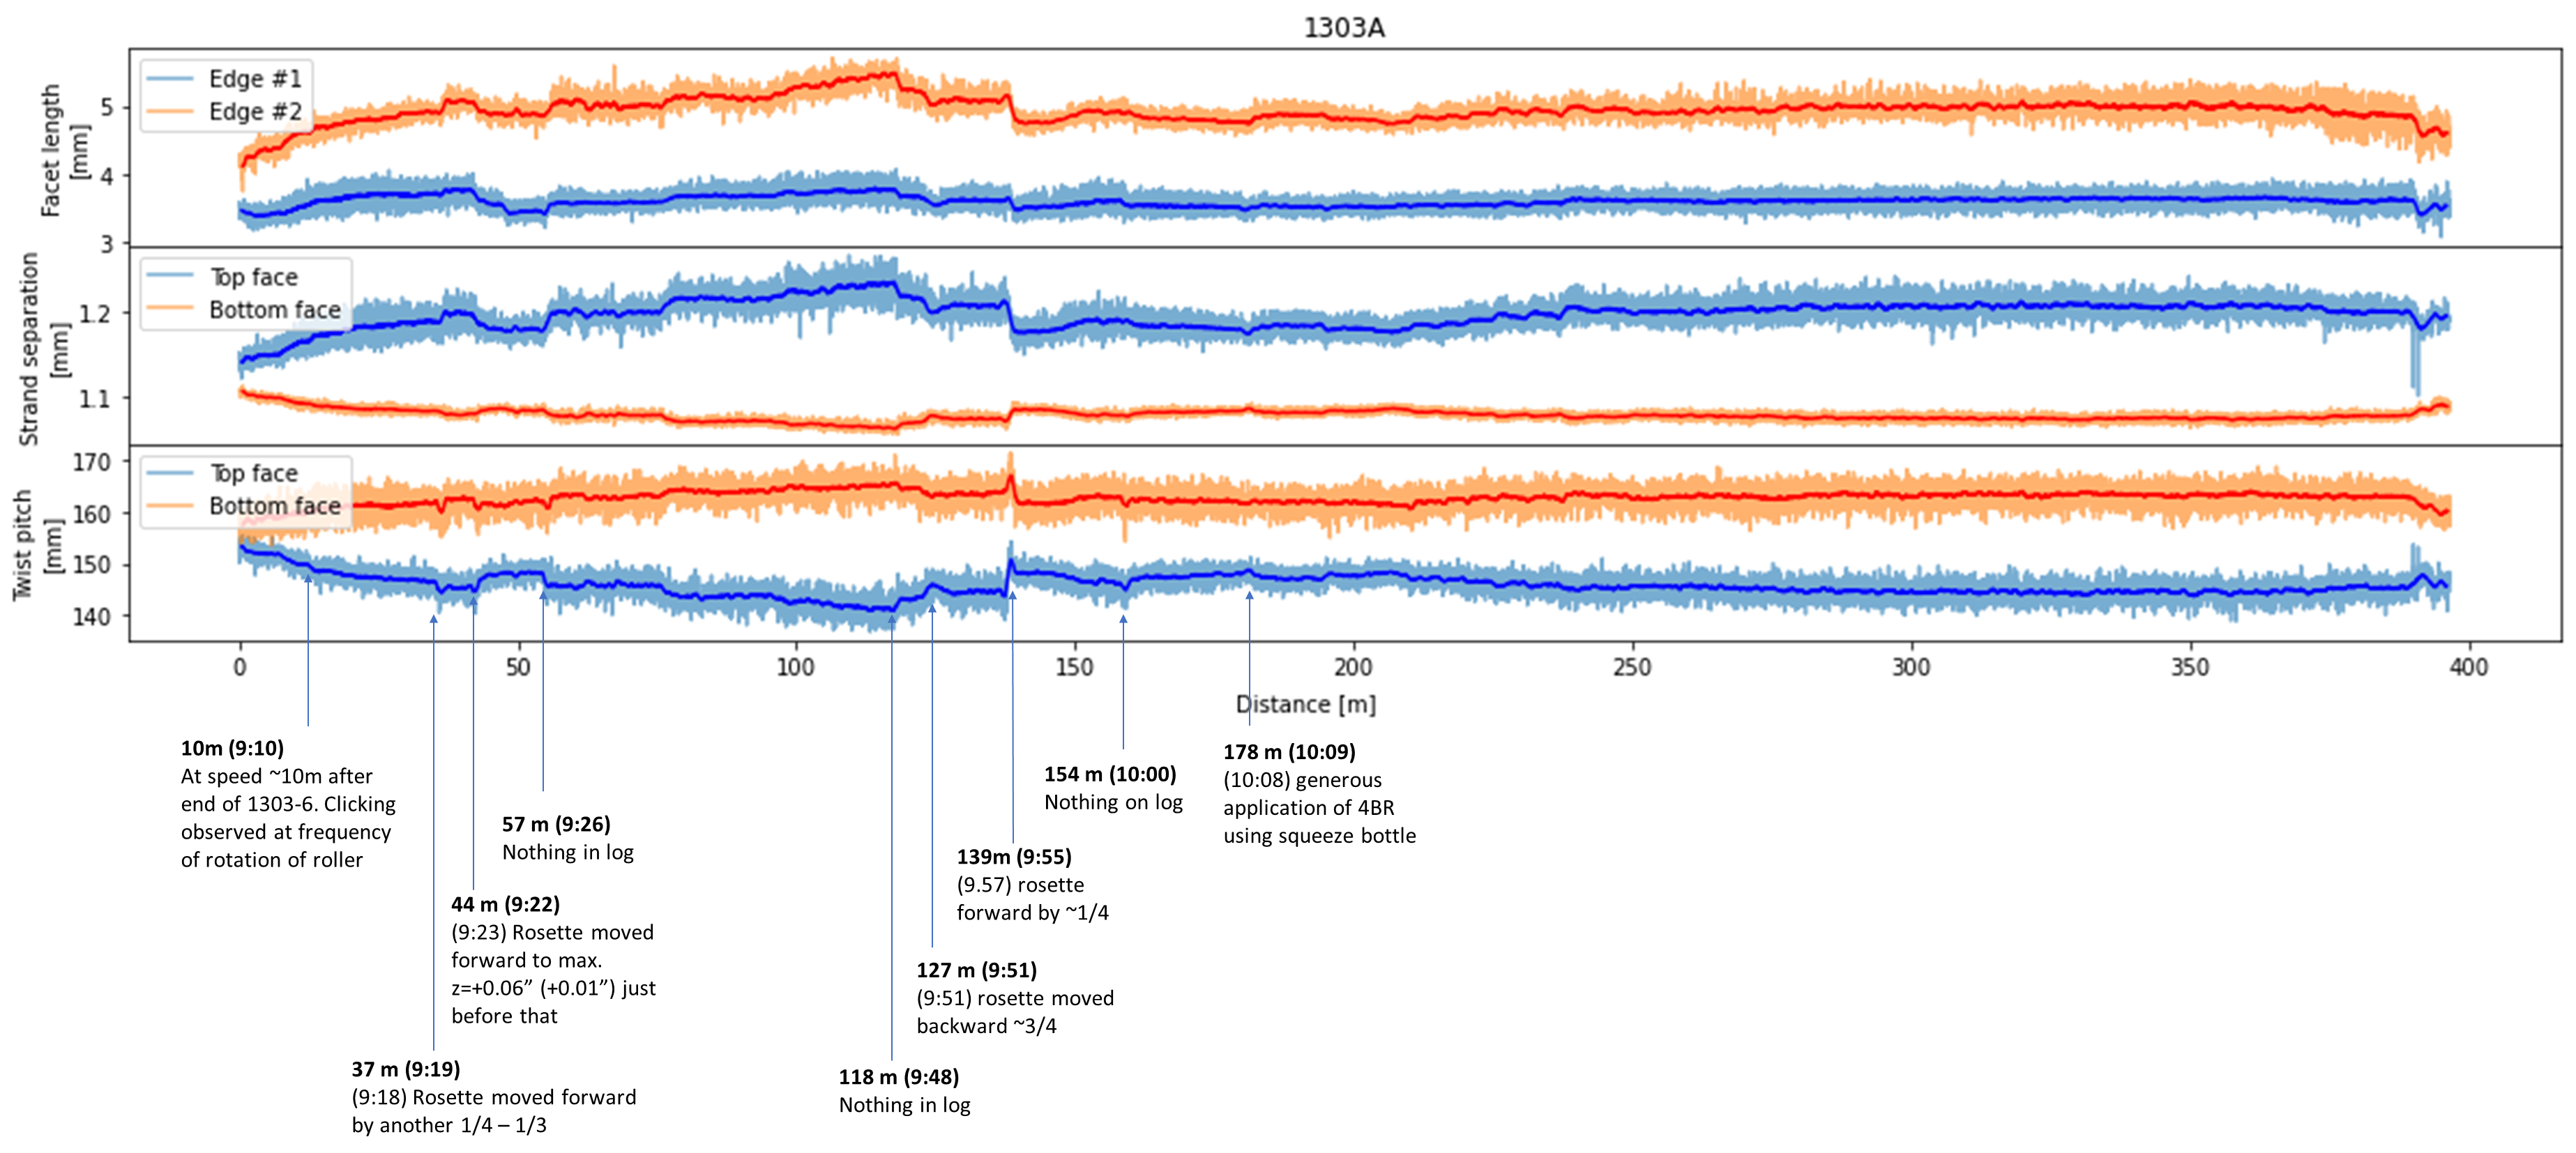 1303A
Facet length
[mm]
5
4
3
Edge #1
Edge #2
Strand separation
[mm]
1.2
1.1
Top face
Bottom face
Twist pitch
[mm]
170
160
150
140
Top face
Bottom face
0 50 100 150 200 250 300 350 400
Distance [m]
10m (9:10)
At speed ~10m after
end of 1303-6. Clicking
observed at frequency
of rotation of roller
37 m (9:19)
(9:18) Rosette moved forward
by another 1/4 – 1/3
44 m (9:22)
(9:23) Rosette moved
forward to max.
z=+0.06” (+0.01”) just
before that
57 m (9:26)
Nothing in log
118 m (9:48)
Nothing in log
127 m (9:51)
(9:51) rosette moved
backward ~3/4
139m (9:55)
(9.57) rosette
forward by ~1/4
154 m (10:00)
Nothing on log
178 m (10:09)
(10:08) generous
application of 4BR
using squeeze bottle